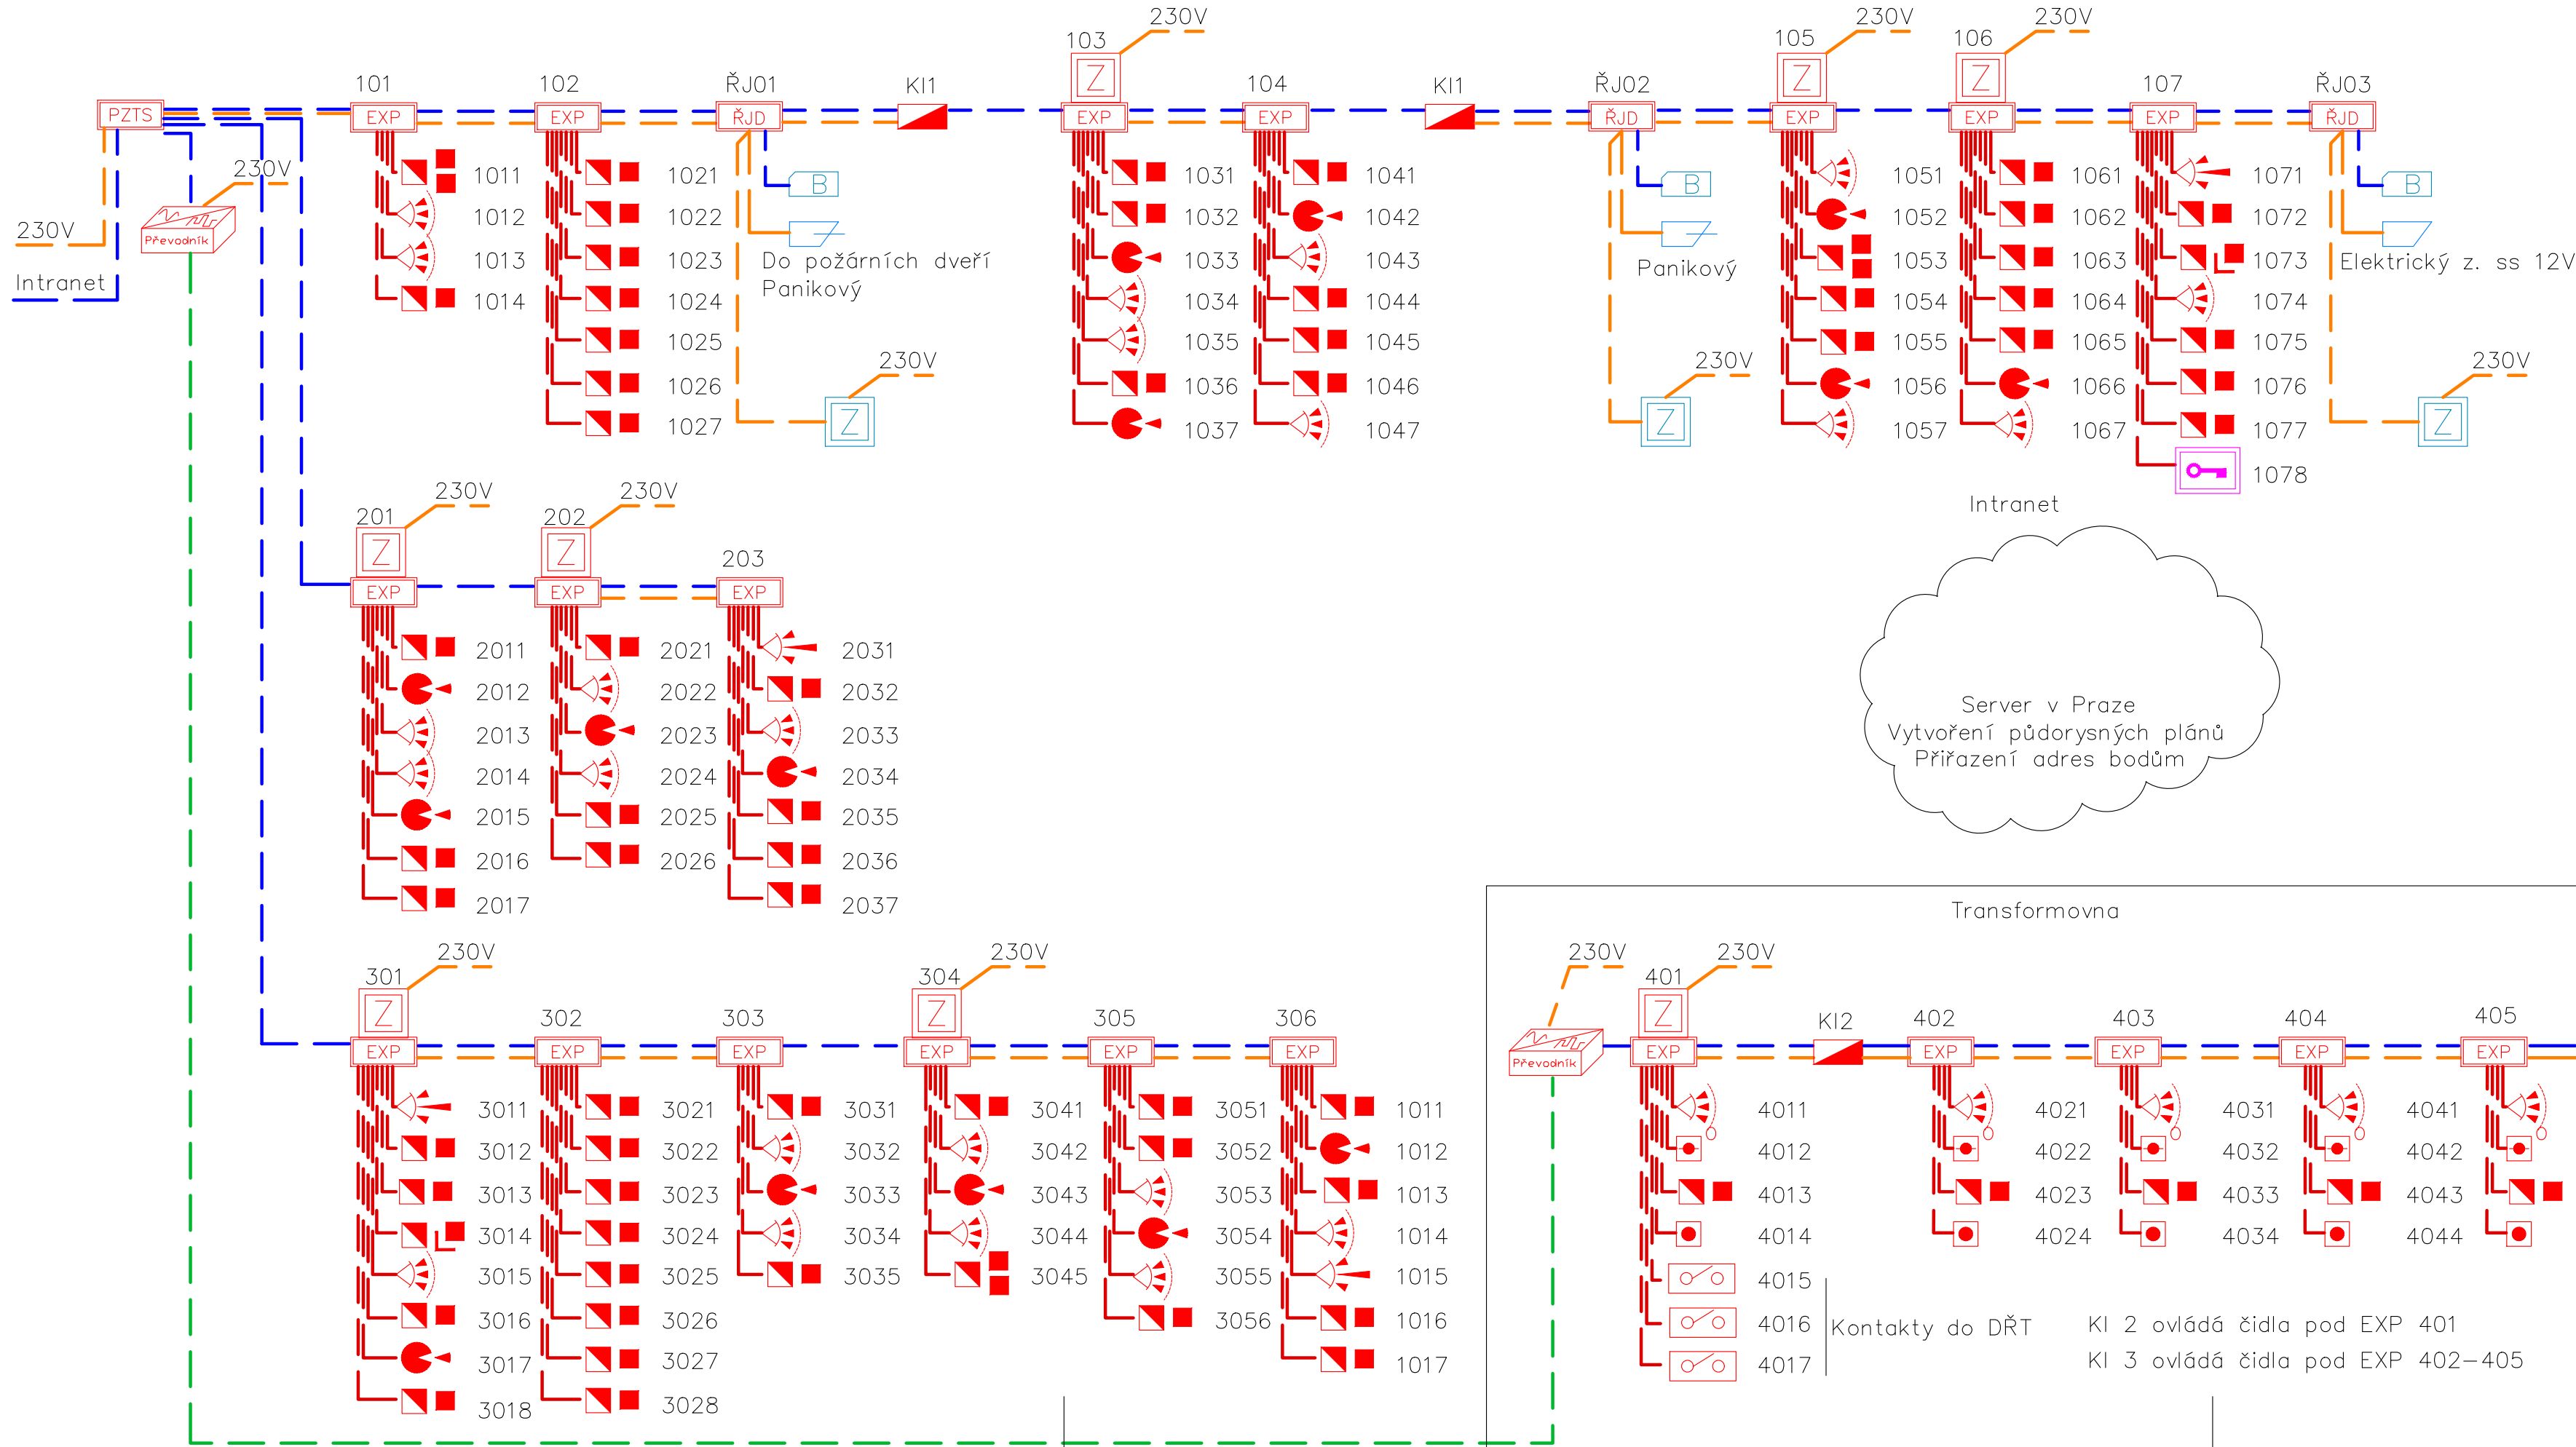 230V
230V
230V
103
105
106
101
102
ŘJ01
KI1
104
KI1
ŘJ02
107
ŘJ03
PZTS
EXP
EXP
ŘJD
EXP
EXP
ŘJD
EXP
EXP
EXP
ŘJD
230V
Převodník
230V
Intranet
1011
1012
1013
1014
1021
1022
1023
1024
1025
1026
1027
B
Do požárních dveří
Panikový
230V
Z
Z
1031
1032
1033
1034
1035
1036
1037
1041
1042
1043
1044
1045
1046
1047
B
Panikový
230V
Z
Z
1051
1052
1053
1054
1055
1056
1057
Z
1061
1062
1063
1064
1065
1066
1067
1071
1072
1073
1074
1075
1076
1077
1078
B
Elektrický z. ss 12V
230V
Z
Intranet
Server v Praze
Vytvoření půdorysných plánů
Přiřazení adres bodům
230V
230V
201
202
203
Z
Z
EXP
EXP
EXP
2011
2012
2013
2014
2015
2016
2017
2021
2022
2023
2024
2025
2026
2031
2032
2033
2034
2035
2036
2037
230V
230V
301
302
303
304
305
306
Z
Z
EXP
EXP
EXP
EXP
EXP
EXP
3011
3012
3013
3014
3015
3016
3017
3018
3021
3022
3023
3024
3025
3026
3027
3028
3031
3032
3033
3034
3035
3041
3042
3043
3044
3045
3051
3052
3053
3054
3055
3056
1011
1012
1013
1014
1015
1016
1017
Transformovna
230V
230V
401
KI2
402
403
404
405
Z
Převodník
EXP
EXP
EXP
EXP
EXP
4011
4012
4013
4014
4015
4016
4017
Kontakty do DŘT
4021
4022
4023
4024
4031
4032
4033
4034
4041
4042
4043
4044
KI 2 ovládá čidla pod EXP 401
KI 3 ovládá čidla pod EXP 402-405